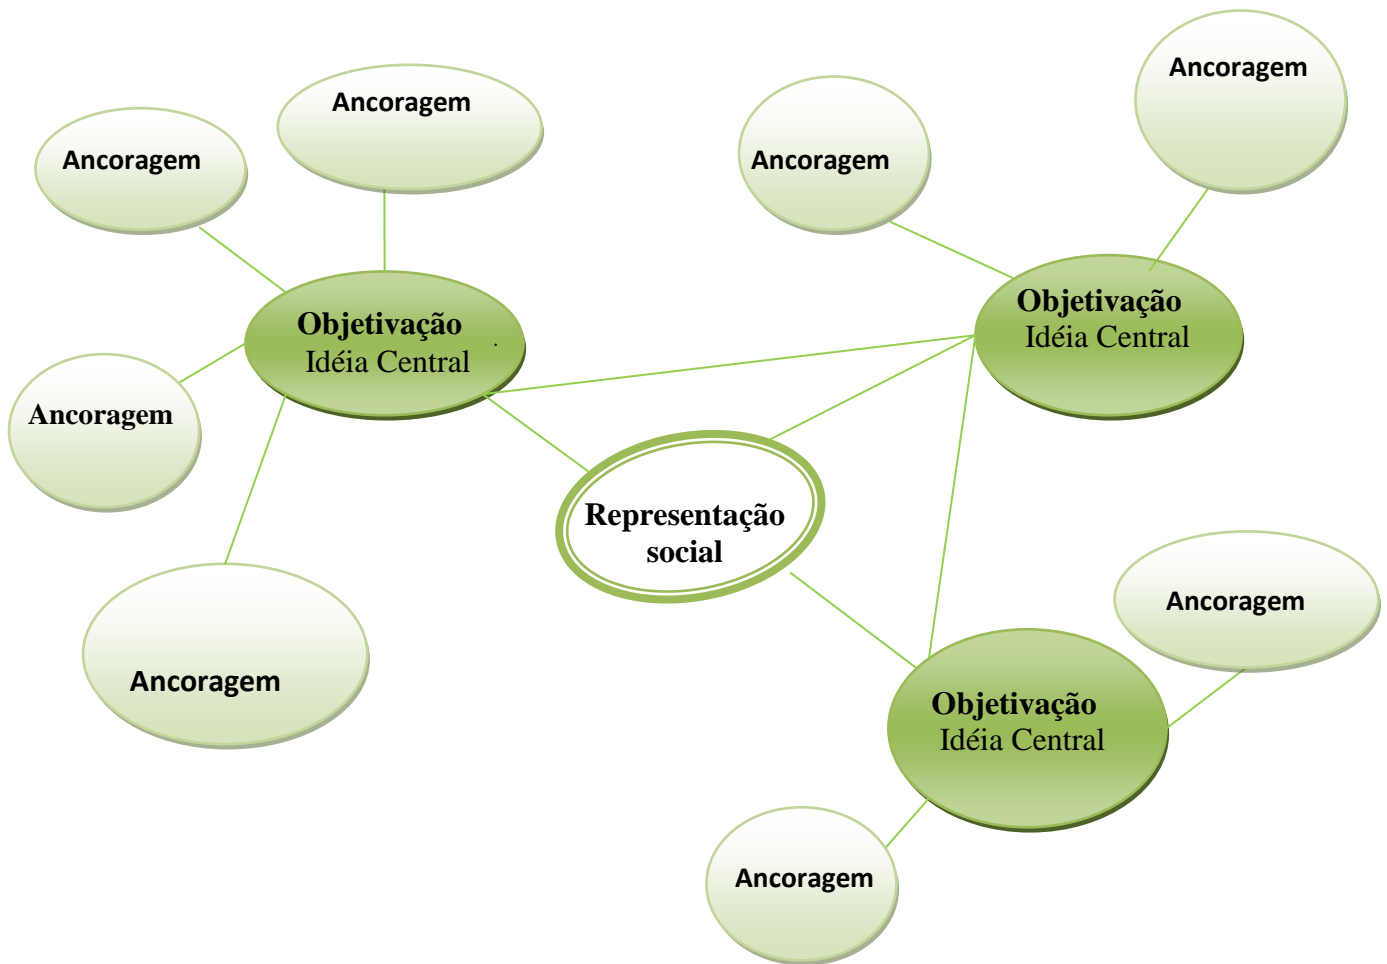 Ancoragem
Ancoragem
Ancoragem
Ancoragem
Objetivação
Idéia Central .
Objetivação
Idéia Central
Ancoragem
Representação
social
Ancoragem
Ancoragem
Objetivação
Idéia Central
Ancoragem